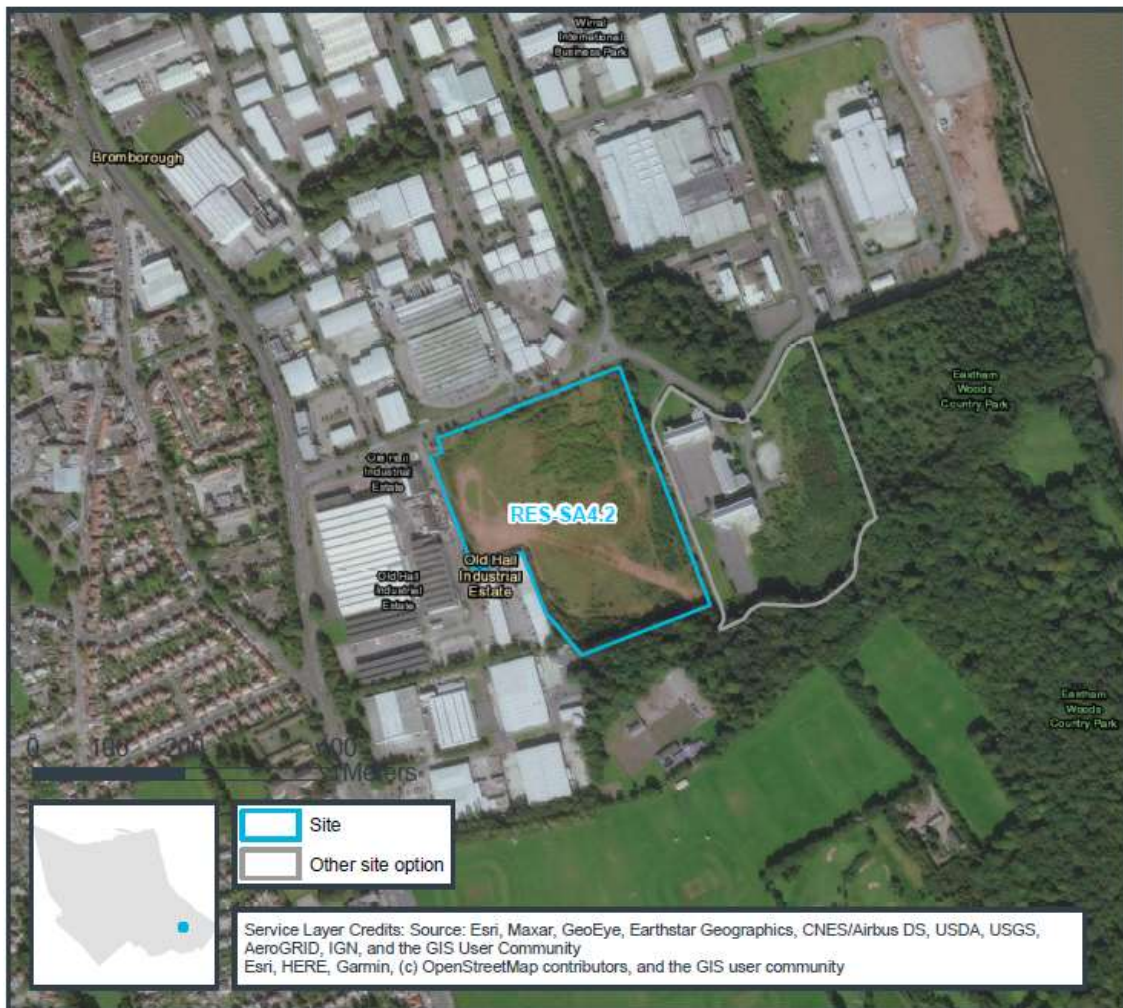 Wirral
International
Business Park
Bromborough
Eastham
Woods
Country Park
Old Hall
Industrial
Estate
RES-SA4.2
Old Hall
Industrial
Estate
Old Hall
Industrial
Estate
Eastham
Woods
Country Park
0 100 200 400
Meters
Site
Other site option
Service Layer Credits: Source: Esri, Maxar, GeoEye, Earthstar Geographics, CNES/Airbus DS, USDA, USGS,
AeroGRID, IGN, and the GIS User Community
Esri, HERE, Garmin, (c) OpenStreetMap contributors, and the GIS user community